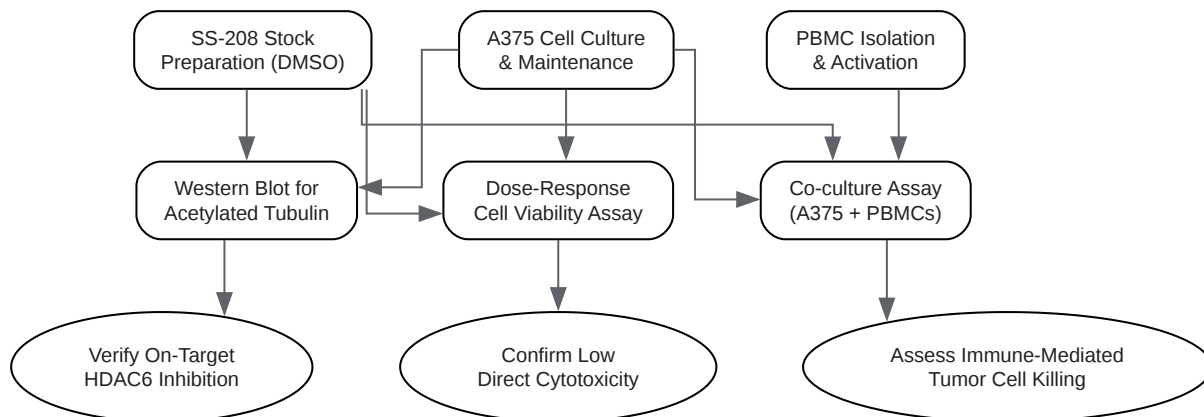 SS-208 Stock
Preparation (DMSO)
A375 Cell Culture
& Maintenance
PBMC Isolation
& Activation
Western Blot for
Acetylated Tubulin
Dose-Response
Cell Viability Assay
Co-culture Assay
(A375 + PBMCs)
Verify On-Target
HDAC6 Inhibition
Confirm Low
Direct Cytotoxicity
Assess Immune-Mediated
Tumor Cell Killing